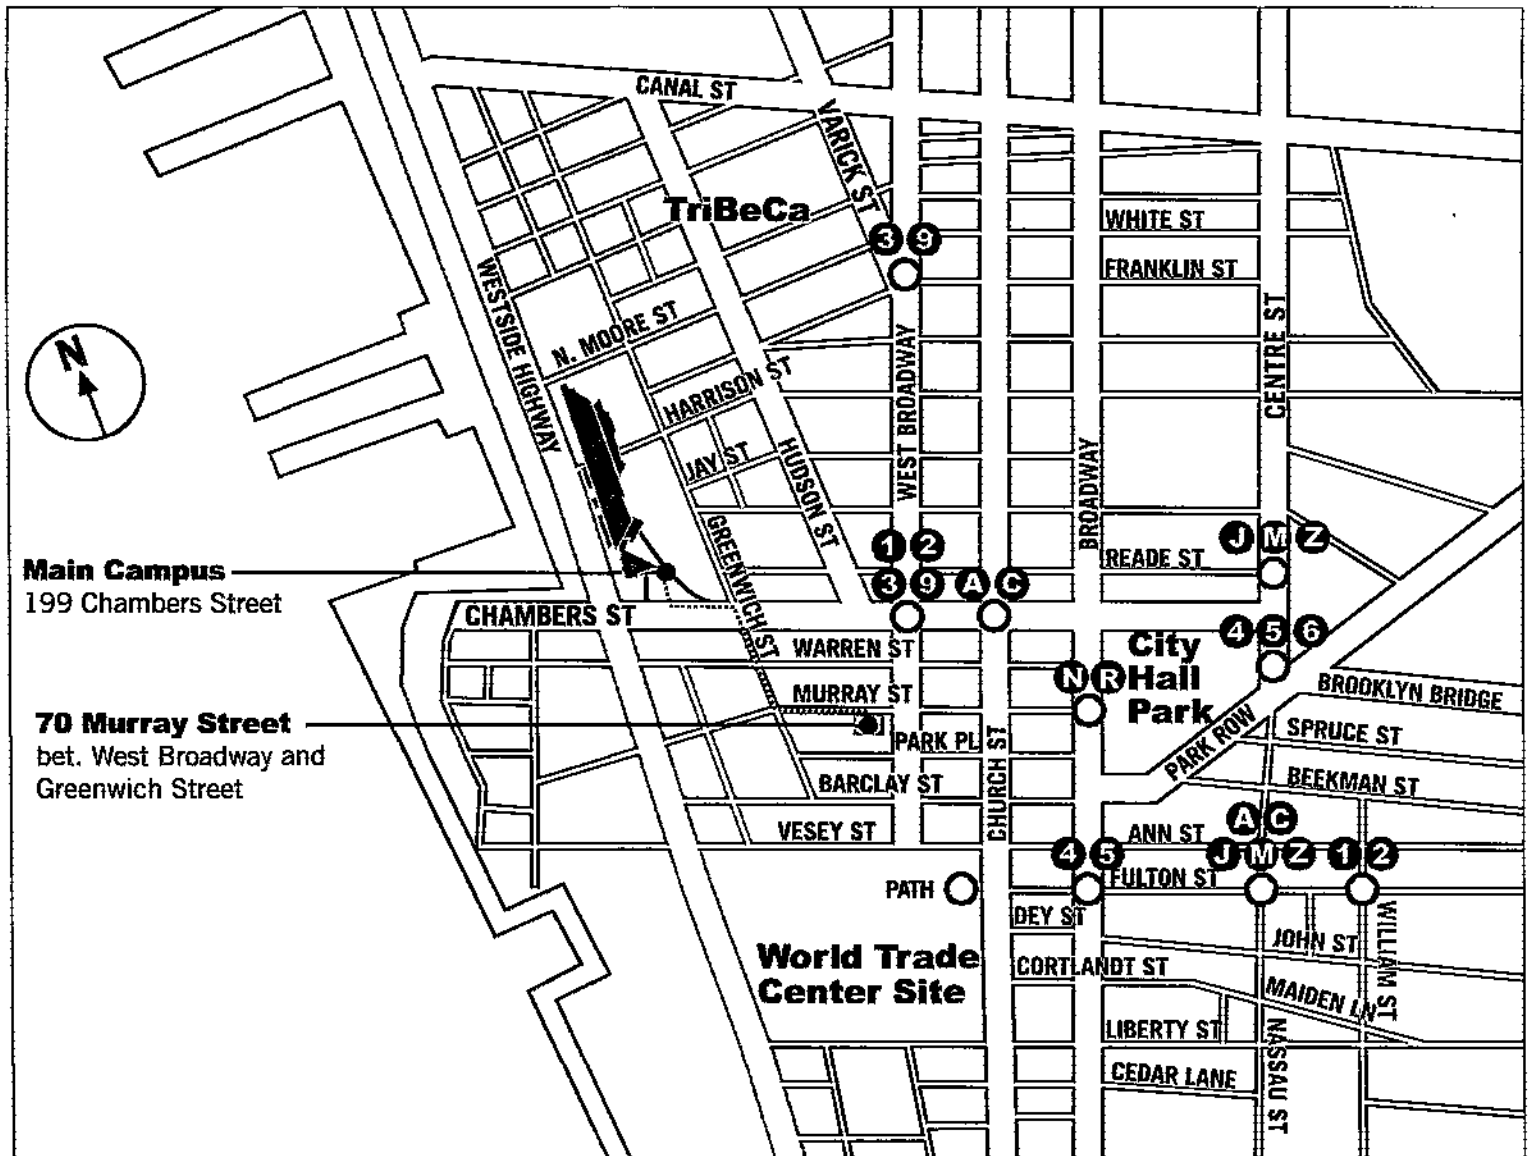 CANAL ST
VARICK ST
TriBeCa
WHITE ST
3 9
FRANKLIN ST
WESTSIDE HIGHWAY
N. MOORE ST
N
WEST BROADWAY
CENTRE ST
HARRISON ST
JAY ST
HUDSON ST
BROADWAY
GREENWICH ST
1 2
J M Z
READE ST
Main Campus
199 Chambers Street
3 9 A C
CHAMBERS ST
4 5 6
WARREN ST
City
Hall
Park
N R
MURRAY ST
BROOKLYN BRIDGE
70 Murray Street
bet. West Broadway and
Greenwich Street
PARK PL
CHURCH ST
PARK ROW
SPRUCE ST
BARCLAY ST
BEEKMAN ST
A C
VESEY ST
ANN ST
4 5
J M Z 1 2
FULTON ST
PATH
DEY ST
WILLIAM ST
JOHN ST
World Trade
Center Site
CORTLANDT ST
MAIDEN LN
LIBERTY ST
NASSAU ST
CEDAR LANE